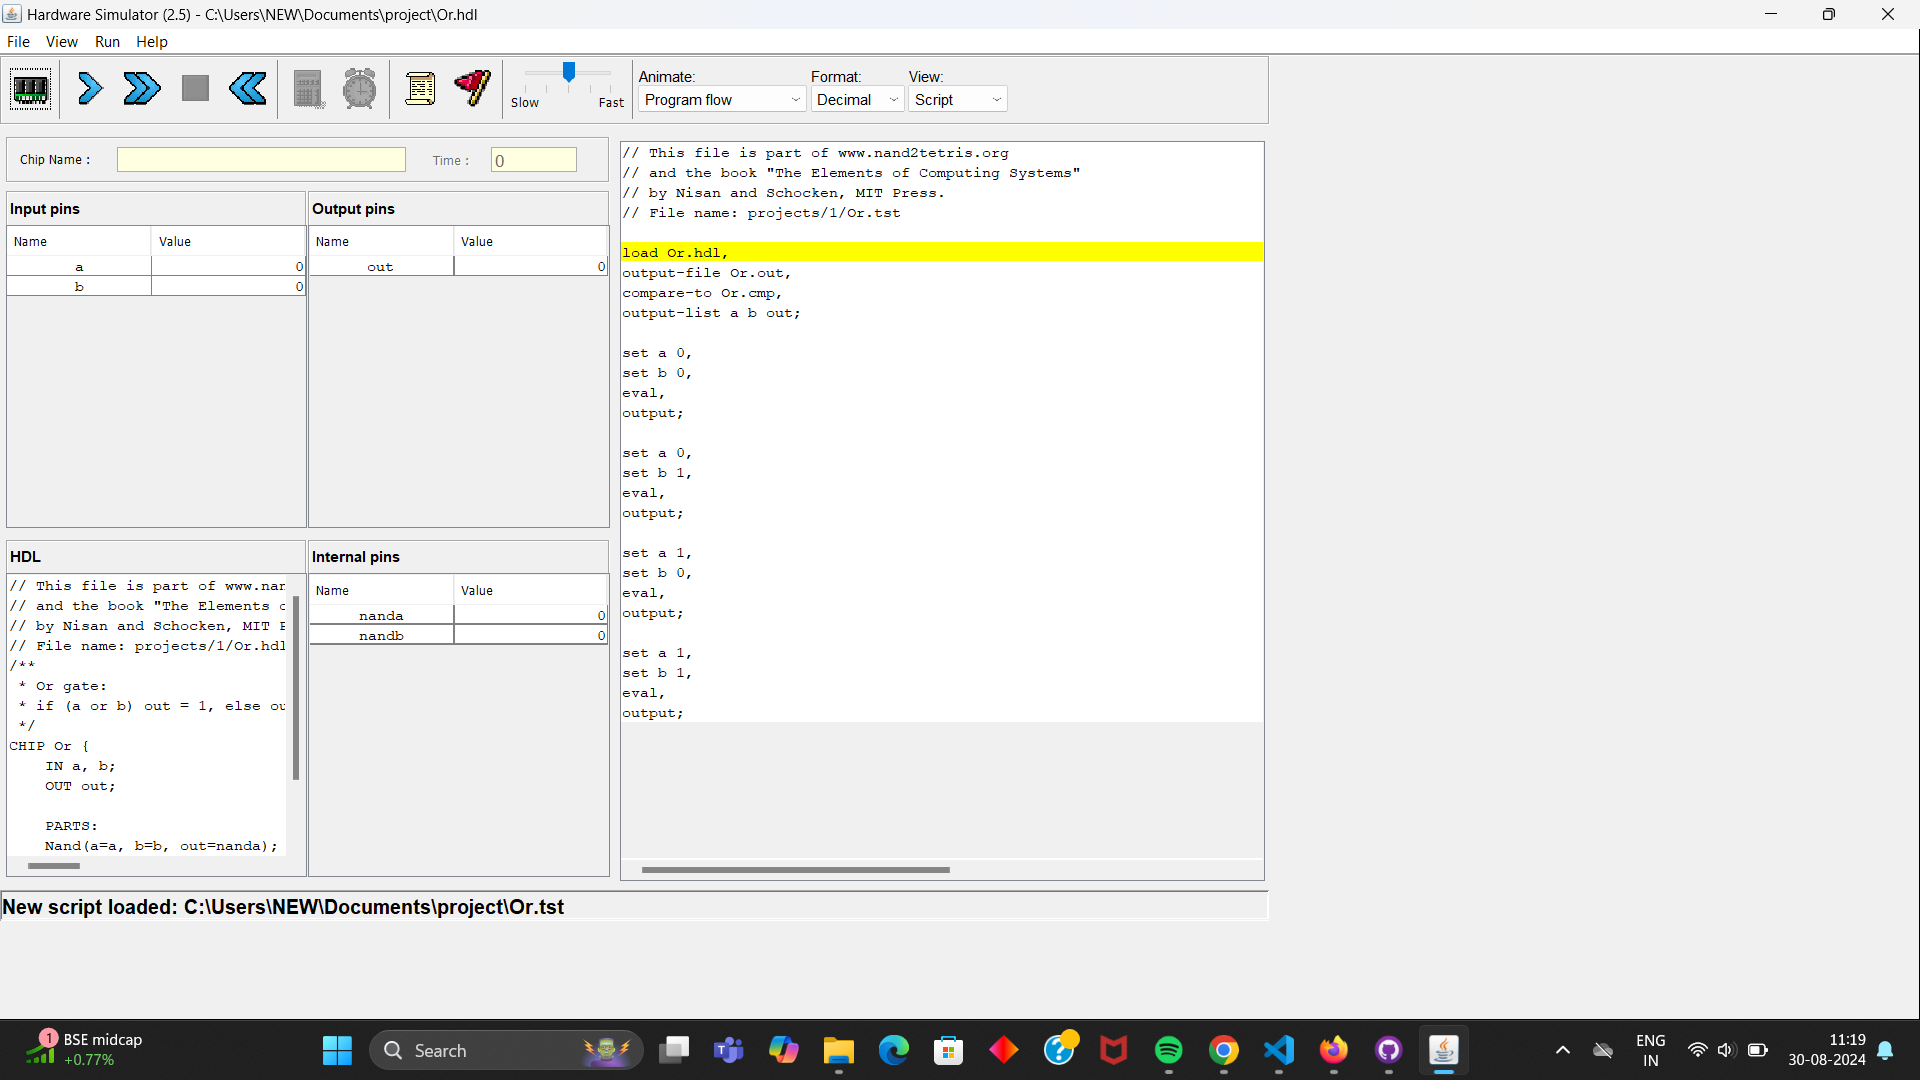 Hardware Simulator (2.5) - C:\Users\NEW\Documents\project\Or.hdl
File View Run Help
Slow Fast
Animate: Format: View:
Program flow Decimal Script
Chip Name : Time : 0
Input pins
Name Value
a 0
b 0
Output pins
Name Value
out 0
HDL
// This file is part of www.nan
// and the book "The Elements o
// by Nisan and Schocken, MIT P
// File name: projects/1/Or.hdl
/**
* Or gate:
* if (a or b) out = 1, else ou
*/
CHIP Or {
IN a, b;
OUT out;
PARTS:
Nand(a=a, b=b, out=nanda);
Internal pins
Name Value
nanda 0
nandb 0
// This file is part of www.nand2tetris.org
// and the book "The Elements of Computing Systems"
// by Nisan and Schocken, MIT Press.
// File name: projects/1/Or.tst
load Or.hdl,
output-file Or.out,
compare-to Or.cmp,
output-list a b out;
set a 0,
set b 0,
eval,
output;
set a 0,
set b 1,
eval,
output;
set a 1,
set b 0,
eval,
output;
set a 1,
set b 1,
eval,
output;
New script loaded: C:\Users\NEW\Documents\project\Or.tst
1
BSE midcap
+0.77%
Search
ENG
IN
11:19
30-08-2024